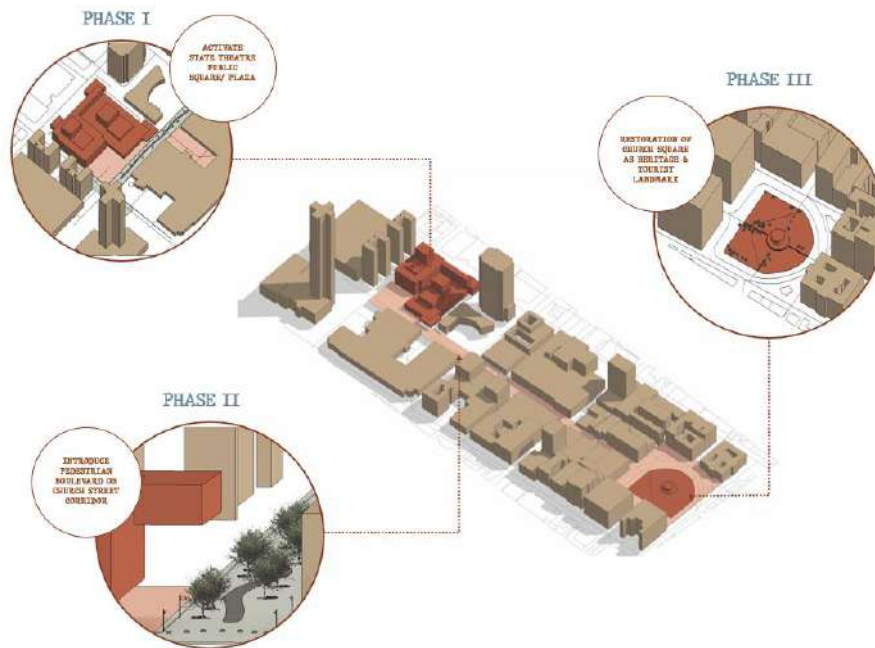 PHASE I
ACTIVATE
STATE THEATRE
PUBLIC
SQUARE/ PLAZA
PHASE III
RESTORATION OF
CHURCH SQUARE
AS HERITAGE &
TOURIST
LANDMARK
PHASE II
INTRODUCE
PEDESTRIAN
BOULEVARD ON
CHURCH STREET
CORRIDOR